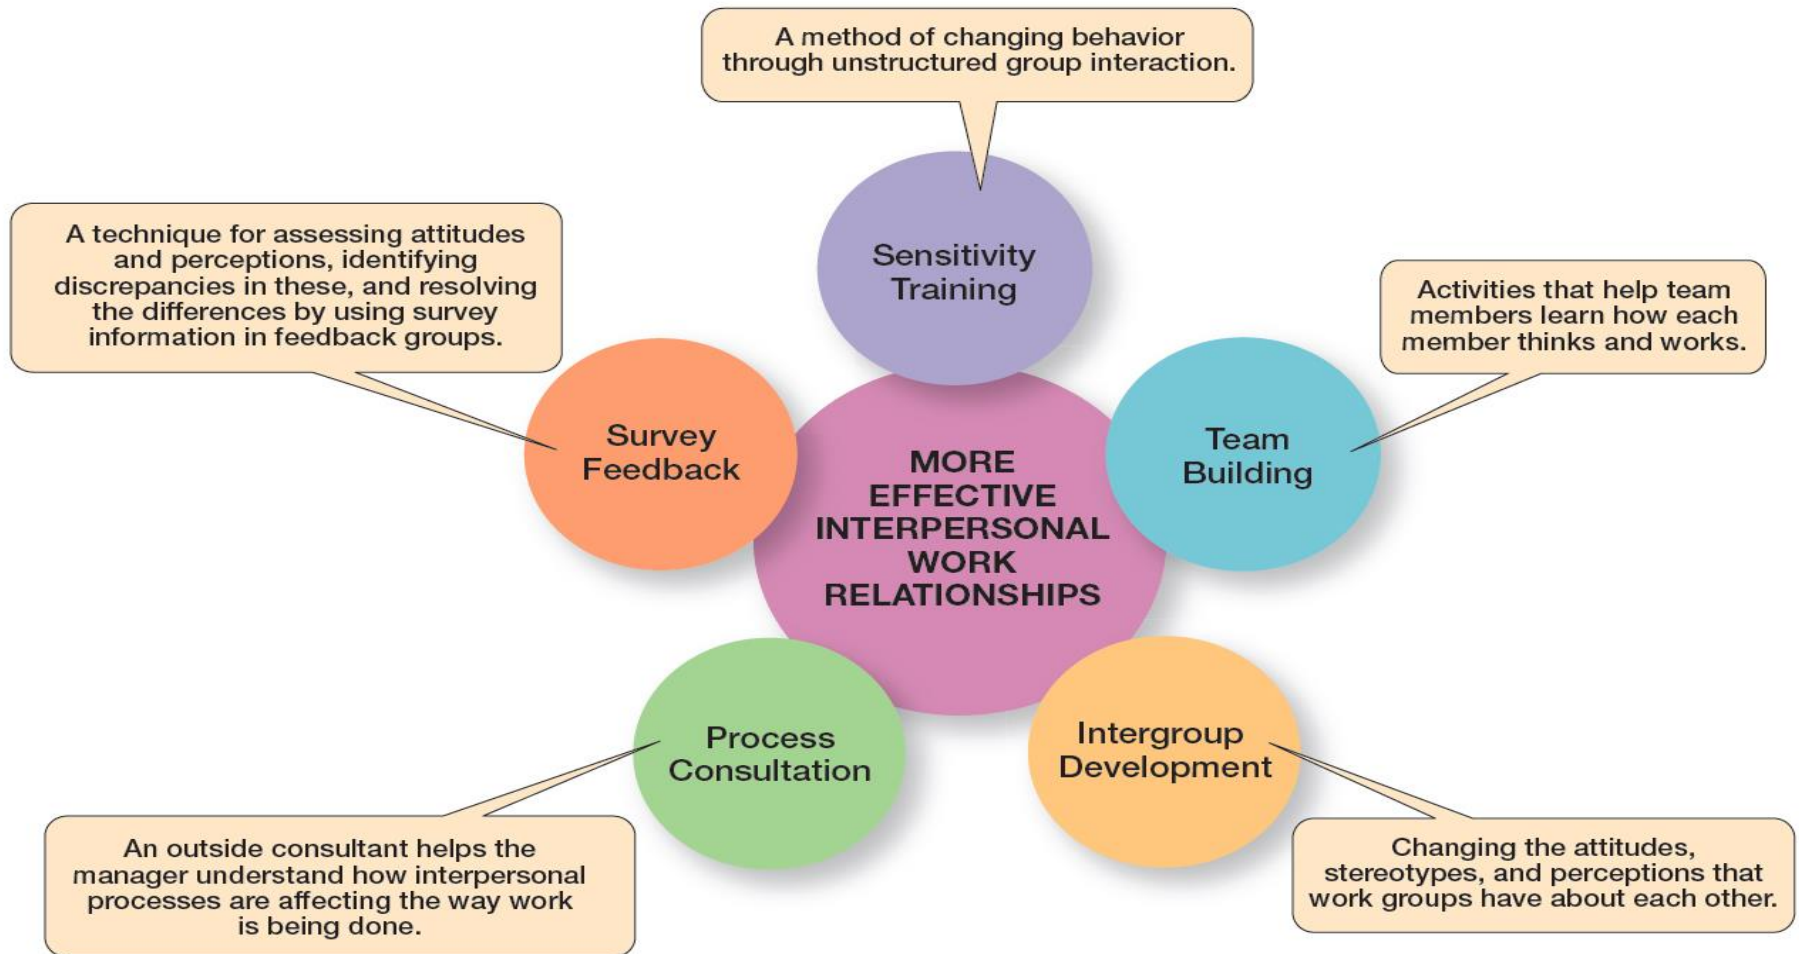 A method of changing behavior
through unstructured group interaction.
Sensitivity
Training
A technique for assessing attitudes
and perceptions, identifying
discrepancies in these, and resolving
the differences by using survey
information in feedback groups.
Survey
Feedback
Activities that help team
members learn how each
member thinks and works.
Team
Building
MORE
EFFECTIVE
INTERPERSONAL
WORK
RELATIONSHIPS
Process
Consultation
An outside consultant helps the
manager understand how interpersonal
processes are affecting the way work
is being done.
Intergroup
Development
Changing the attitudes,
stereotypes, and perceptions that
work groups have about each other.